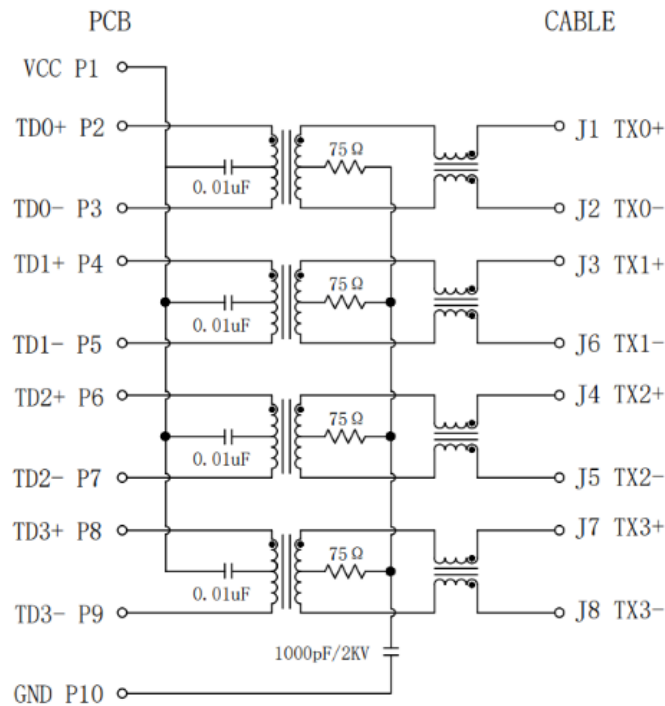 PCB CABLE
VCC P1
TD0+ P2 75Ω J1 TX0+
0.01uF
TD0- P3 J2 TX0-
TD1+ P4 75Ω J3 TX1+
0.01uF
TD1- P5 J6 TX1-
TD2+ P6 75Ω J4 TX2+
0.01uF
TD2- P7 J5 TX2-
TD3+ P8 75Ω J7 TX3+
0.01uF
TD3- P9 J8 TX3-
1000pF/2KV
GND P10